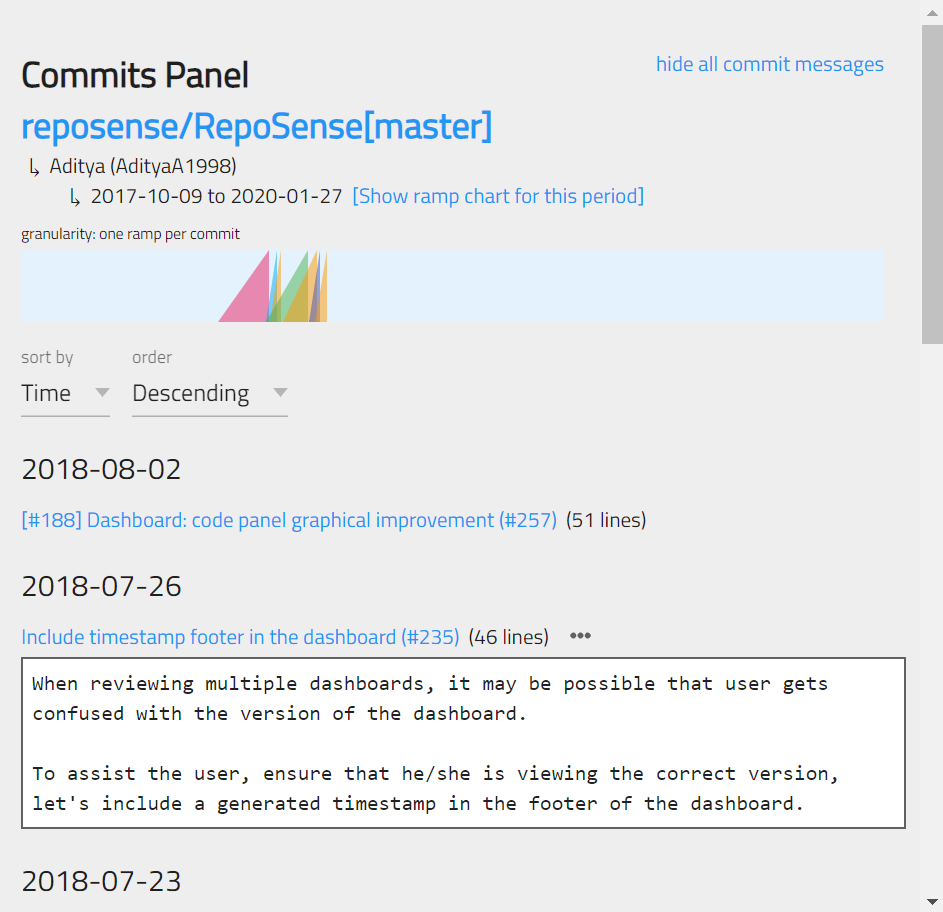 Commits Panel
hide all commit messages
reposense/RepoSense[master]
↳ Aditya (AdityaA1998)
↳ 2017-10-09 to 2020-01-27 [Show ramp chart for this period]
granularity: one ramp per commit
sort by order
Time Descending
2018-08-02
[#188] Dashboard: code panel graphical improvement (#257) (51 lines)
2018-07-26
Include timestamp footer in the dashboard (#235) (46 lines) •••
When reviewing multiple dashboards, it may be possible that user gets
confused with the version of the dashboard.
To assist the user, ensure that he/she is viewing the correct version,
let's include a generated timestamp in the footer of the dashboard.
2018-07-23